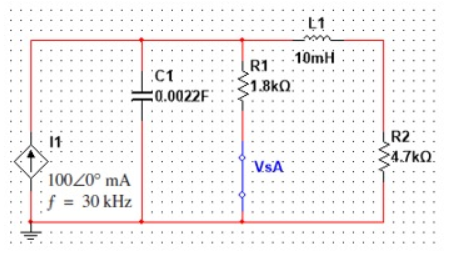 L1
10mH
C1
0.0022F
R1
1.8kΩ
R2
4.7kΩ
I1
VsA
100∠0° mA
f = 30 kHz